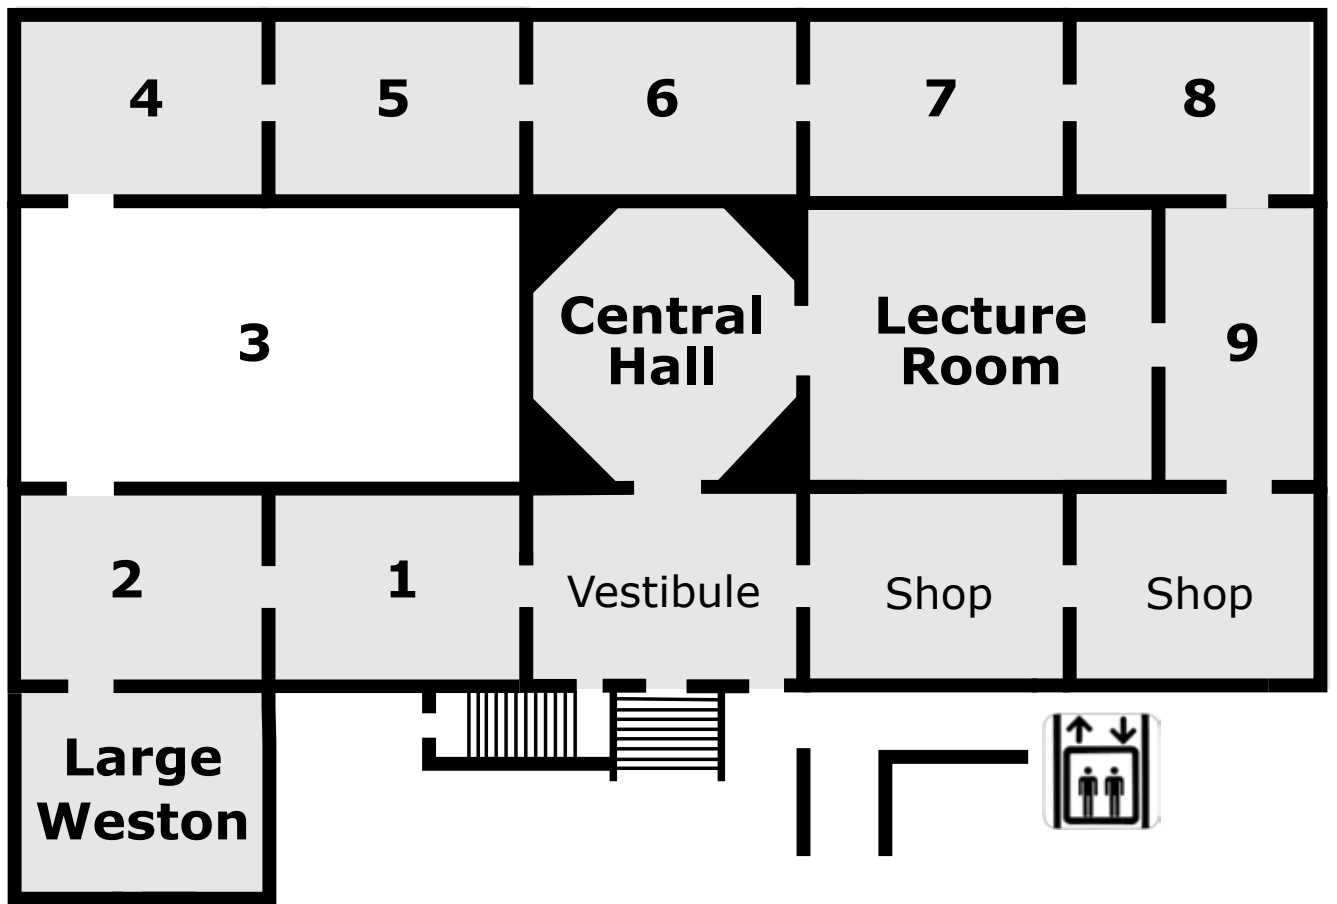 4
5
6
7
8
3
Central
Hall
Lecture
Room
9
2
1
Vestibule
Shop
Shop
Large
Weston